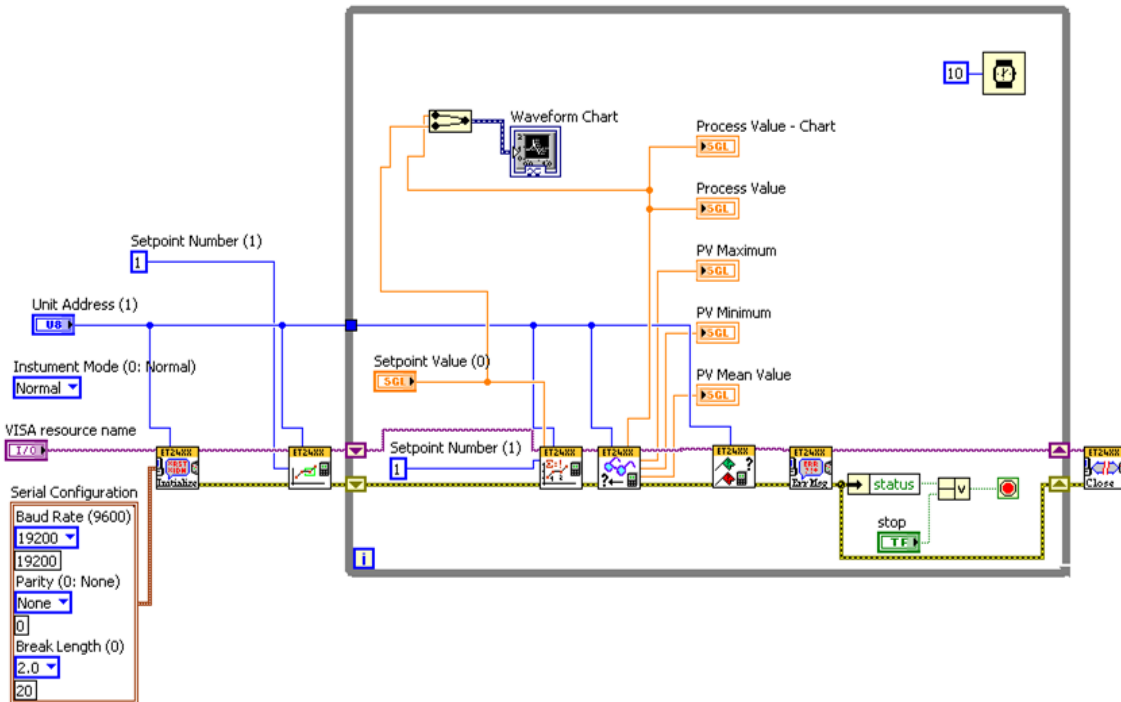 10
Waveform Chart
Process Value - Chart
SGL
Process Value
SGL
Setpoint Number (1)
1
PV Maximum
SGL
Unit Address (1)
U8
PV Minimum
SGL
Instument Mode (0: Normal)
Normal
Setpoint Value (0)
SGL
PV Mean Value
SGL
VISA resource name
I/O
Setpoint Number (1)
1
ET24XX
Initialize
ET24XX
ET24XX
ET24XX
ET24XX
ET24XX
Err Msg
ET24XX
Close
status
V
stop
TF
i
Serial Configuration
Baud Rate (9600)
19200
19200
Parity (0: None)
None
0
Break Length (0)
2.0
20